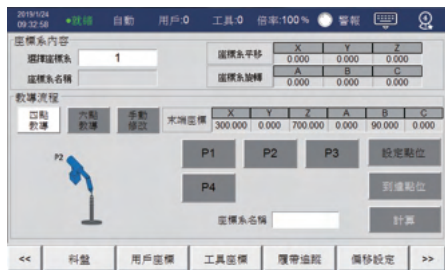 2019/1/24
09:32:58
●就緒 自動 用戶:0 工具:0 倍率:100 % 警報
座標系內容
選擇座標系 1 座標系平移 X Y Z
0.000 0.000 0.000
座標系名稱 座標系旋轉 A B C
0.000 0.000 0.000
教導流程
四點教導 六點教導 手動修改 末端座標 X Y Z A B C
300.000 0.000 700.000 0.000 90.000 0.000
P2
P1 P2 P3 設定點位
P4 到達點位
座標系名稱 計算
<< 料盤 用戶座標 工具座標 履帶追蹤 偏移設定 >>